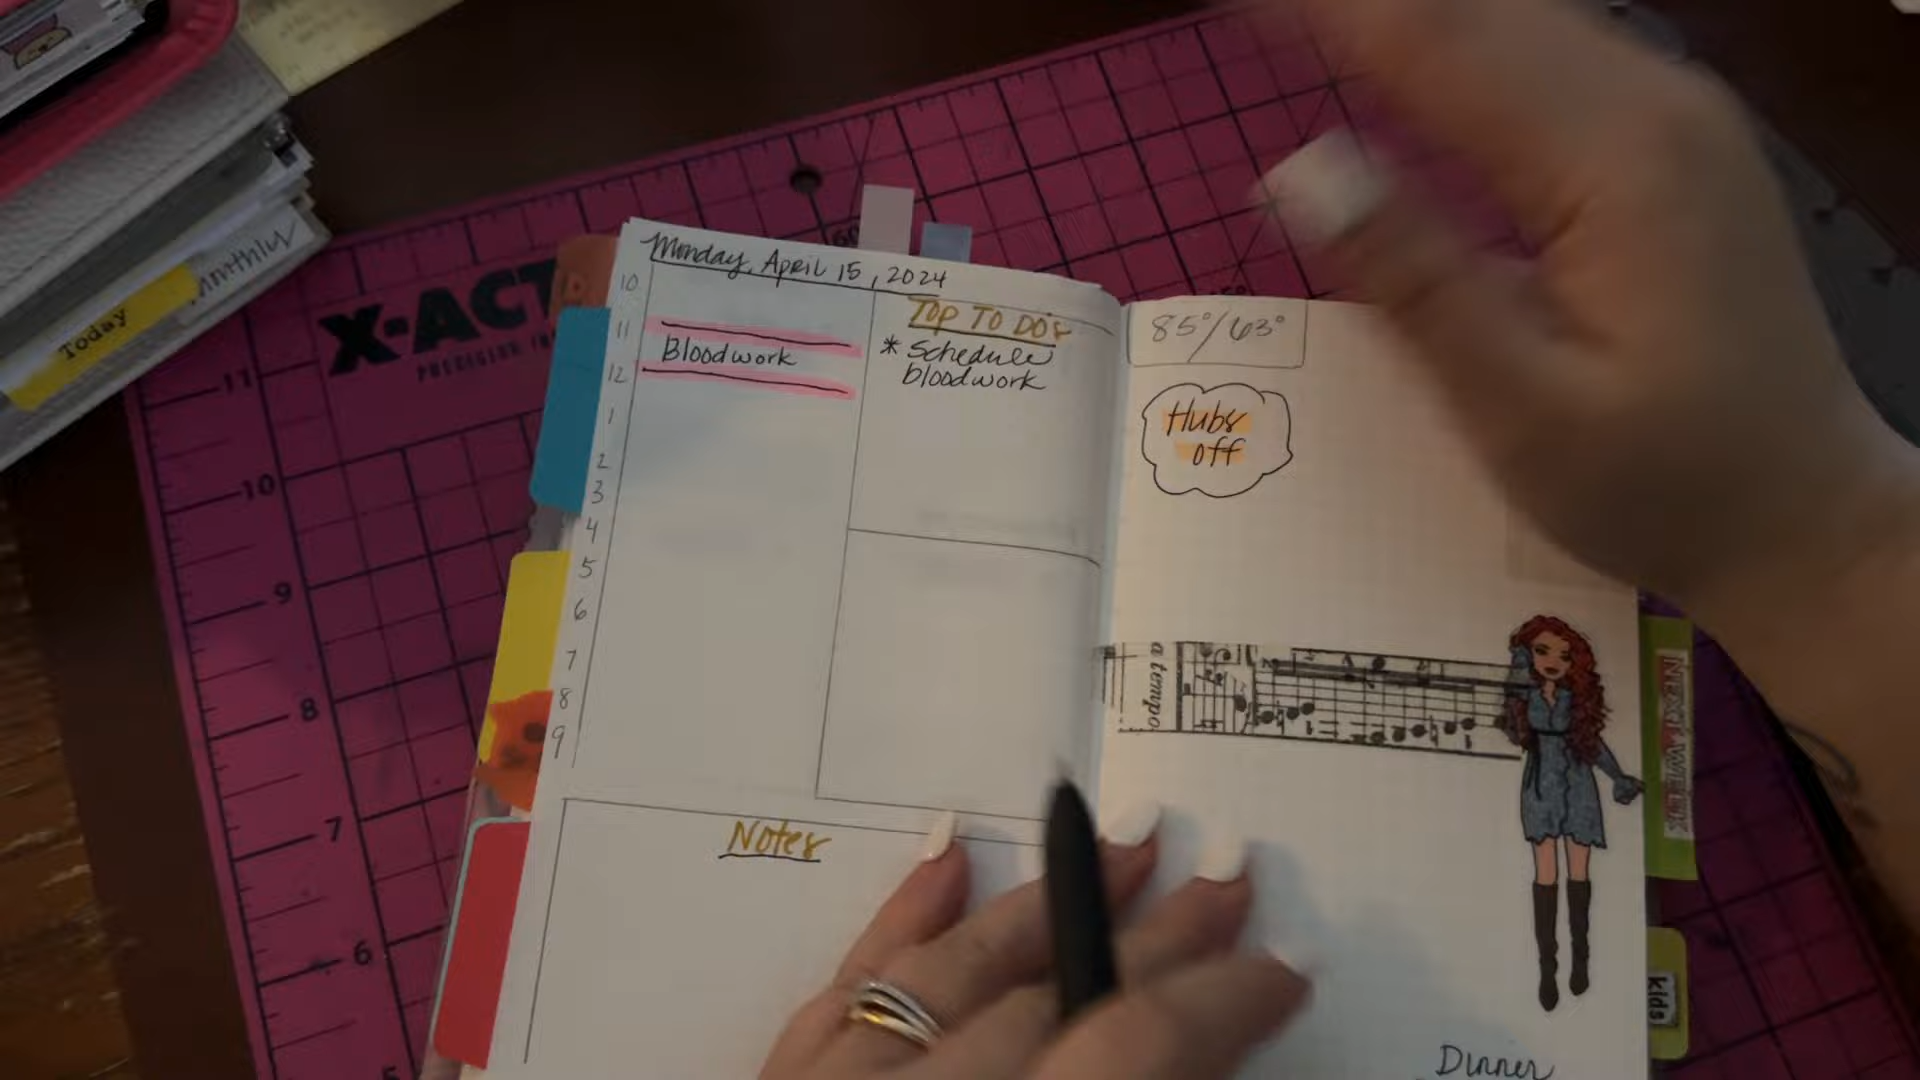 Today
Monthly
X-ACT
11
10
9
8
7
6
5
60
Monday, April 15, 2024
10
11
12
1
2
3
4
5
6
7
8
9
Bloodwork
TOP TO DO's
* Schedule
bloodwork
Notes
85°/63°
Hubs
off
a tempo
NEXT WEEK
kids
Dinner